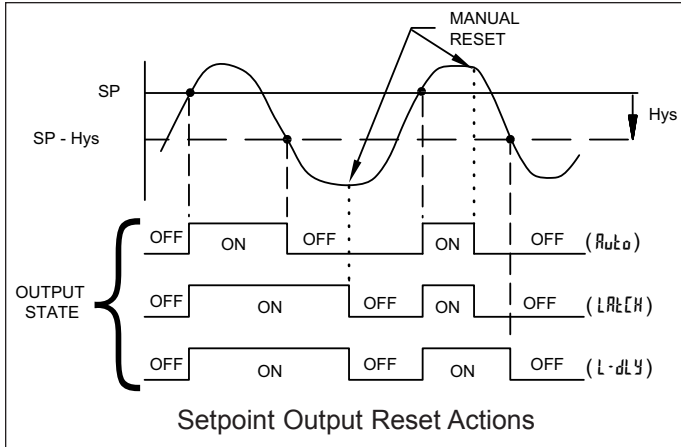 MANUAL
RESET
SP
Hys
SP - Hys
OFF ON OFF ON OFF (Auto)
OUTPUT
STATE
OFF ON OFF ON OFF (LAtCH)
OFF ON OFF ON OFF (L-dLY)
Setpoint Output Reset Actions